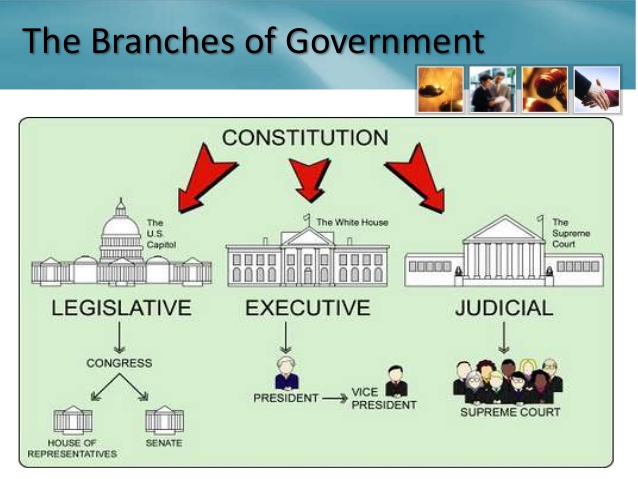 The Branches of Government
CONSTITUTION
The
U.S.
Capitol
The White House
The
Supreme
Court
LEGISLATIVE
EXECUTIVE
JUDICIAL
CONGRESS
HOUSE OF
REPRESENTATIVES
SENATE
PRESIDENT
VICE
PRESIDENT
SUPREME COURT